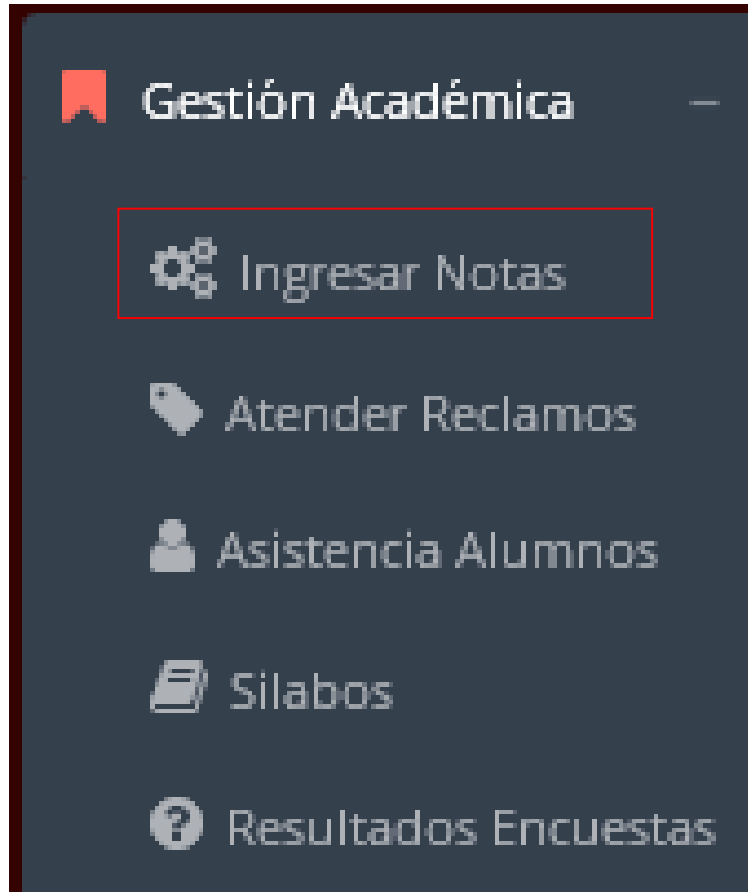 Gestión Académica
Ingresar Notas
Atender Reclamos
Asistencia Alumnos
Silabos
Resultados Encuestas